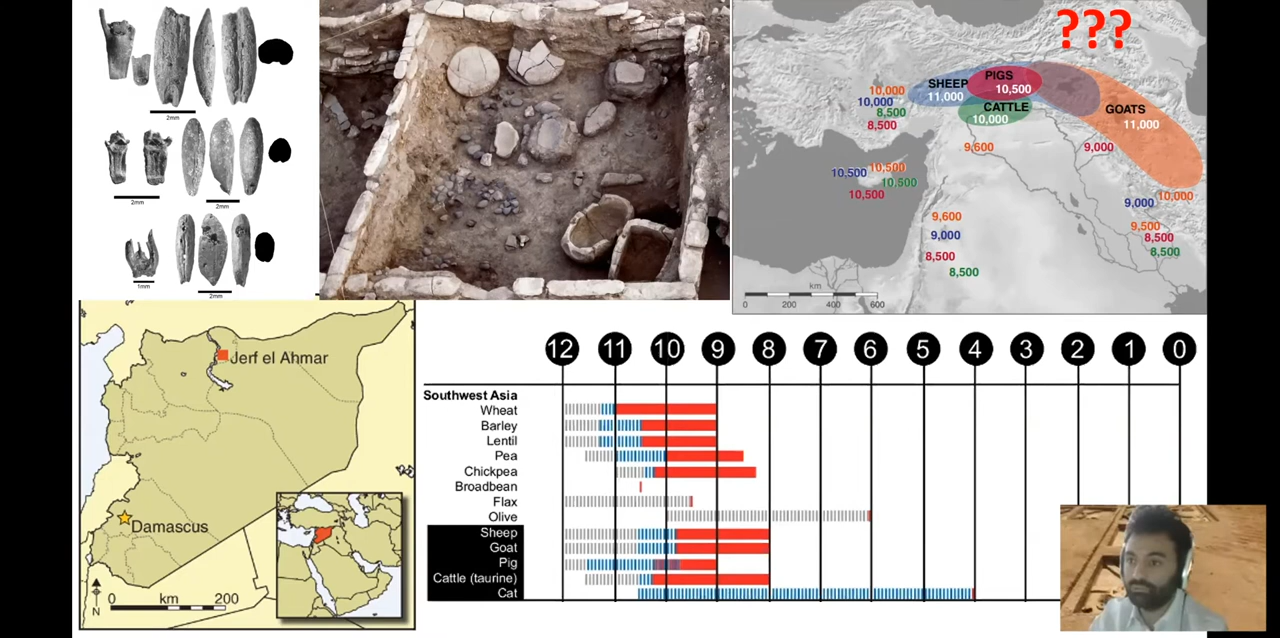 2mm
2mm
2mm
1mm
2mm
???
SHEEP
11,000
PIGS
10,500
CATTLE
10,000
GOATS
11,000
10,000
10,000
8,500
8,500
9,600
9,000
10,500
10,500
10,500
10,500
9,600
9,000
8,500
8,500
10,000
9,000
9,500
8,500
8,500
km
0 200 400 600
Jerf el Ahmar
Damascus
0 km 200
N
12 11 10 9 8 7 6 5 4 3 2 1 0
Southwest Asia
Wheat
Barley
Lentil
Pea
Chickpea
Broadbean
Flax
Olive
Sheep
Goat
Pig
Cattle (taurine)
Cat